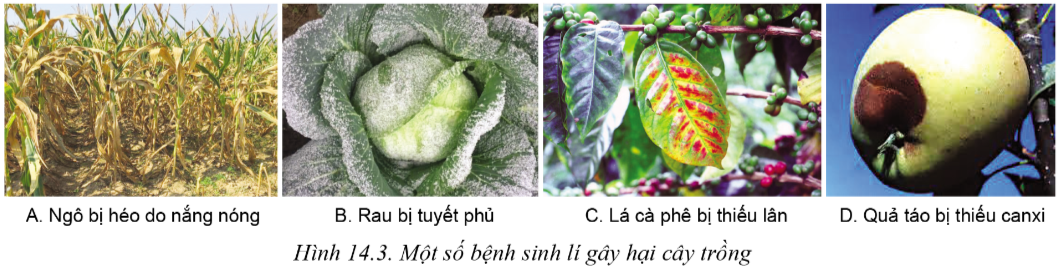 A. Ngô bị héo do nắng nóng
B. Rau bị tuyết phủ
C. Lá cà phê bị thiếu lân
D. Quả táo bị thiếu canxi
Hình 14.3. Một số bệnh sinh lí gây hại cây trồng